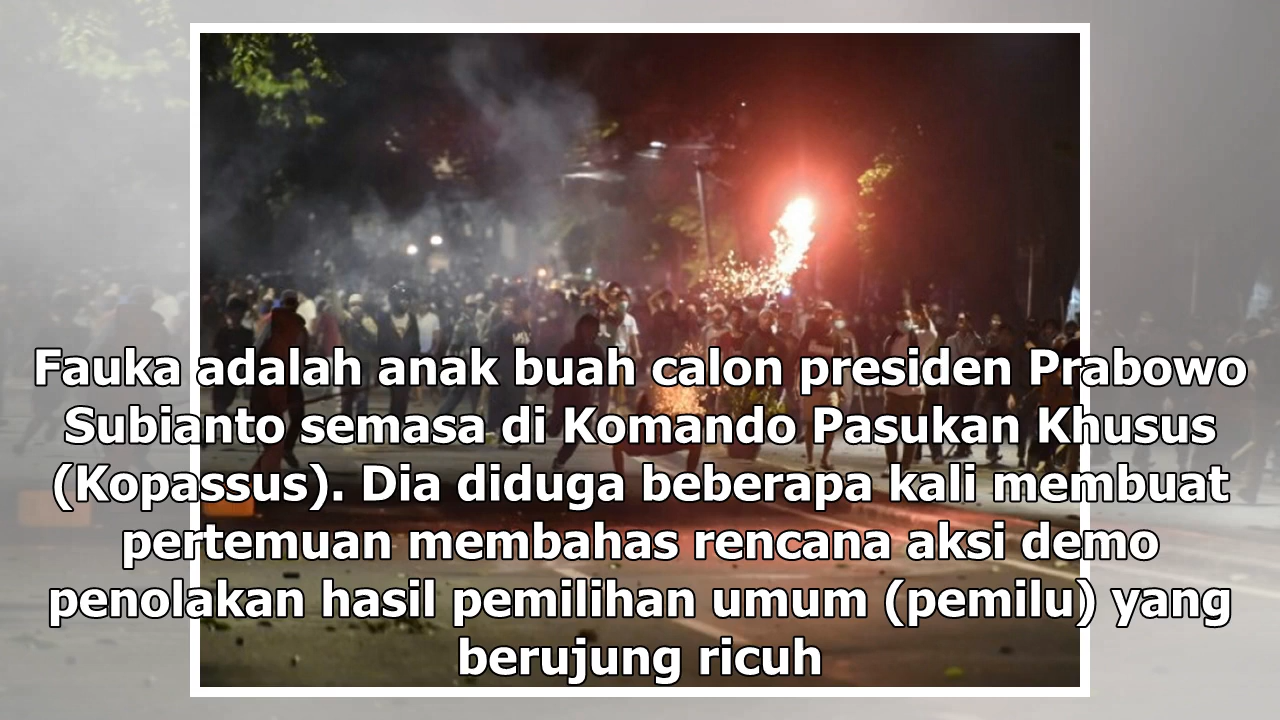 Fauka adalah anak buah calon presiden Prabowo
Subianto semasa di Komando Pasukan Khusus
(Kopassus). Dia diduga beberapa kali membuat
pertemuan membahas rencana aksi demo
penolakan hasil pemilihan umum (pemilu) yang
berujung ricuh